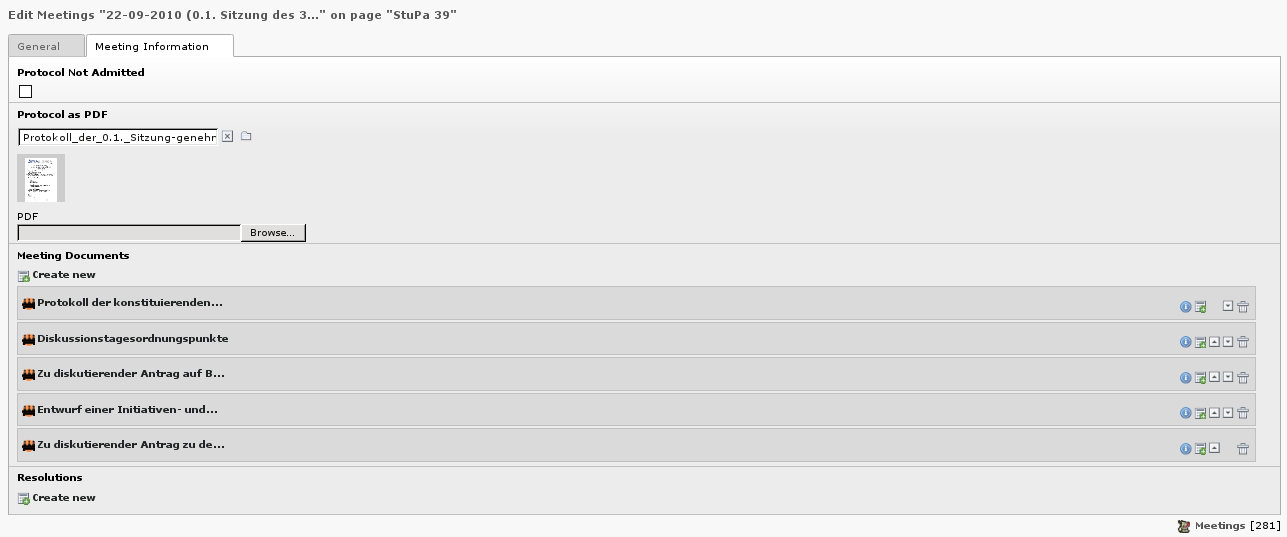 Edit Meetings "22-09-2010 (0.1. Sitzung des 3..." on page "StuPa 39"
General
Meeting Information
Protocol Not Admitted
Protocol as PDF
Protokoll_der_0.1._Sitzung-genehr
PDF
Browse...
Meeting Documents
Create new
Protokoll der konstituierenden...
Diskussionstagesordnungspunkte
Zu diskutierender Antrag auf B...
Entwurf einer Initiativen- und...
Zu diskutierender Antrag zu de...
Resolutions
Create new
Meetings [281]